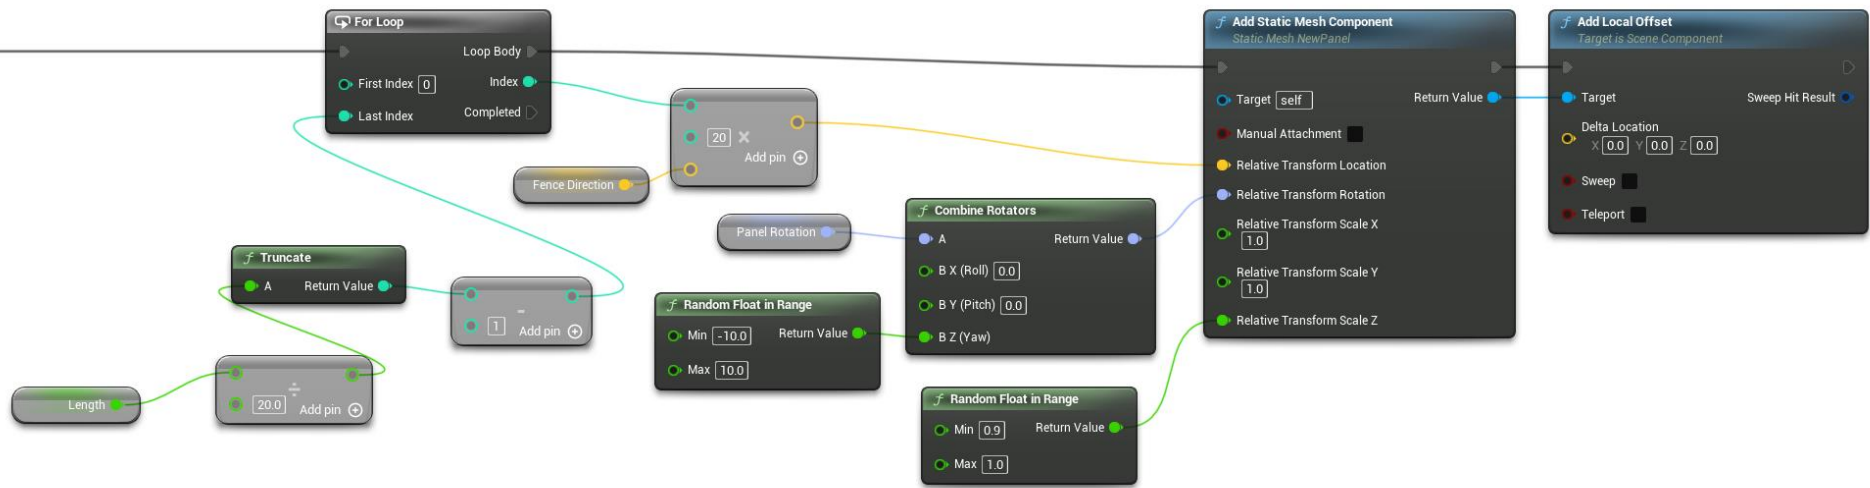 For Loop
Loop Body
First Index 0
Index
Last Index
Completed
20 ×
Add pin
Fence Direction
Truncate
A
Return Value
-
1
Add pin
Length
÷
20.0
Add pin
Panel Rotation
f Random Float in Range
Min -10.0
Return Value
Max 10.0
f Combine Rotators
A
Return Value
B X (Roll) 0.0
B Y (Pitch) 0.0
B Z (Yaw)
f Random Float in Range
Min 0.9
Return Value
Max 1.0
f Add Static Mesh Component
Static Mesh NewPanel
Target self
Return Value
Manual Attachment
Relative Transform Location
Relative Transform Rotation
Relative Transform Scale X
1.0
Relative Transform Scale Y
1.0
Relative Transform Scale Z
f Add Local Offset
Target is Scene Component
Target
Sweep Hit Result
Delta Location
X 0.0 Y 0.0 Z 0.0
Sweep
Teleport